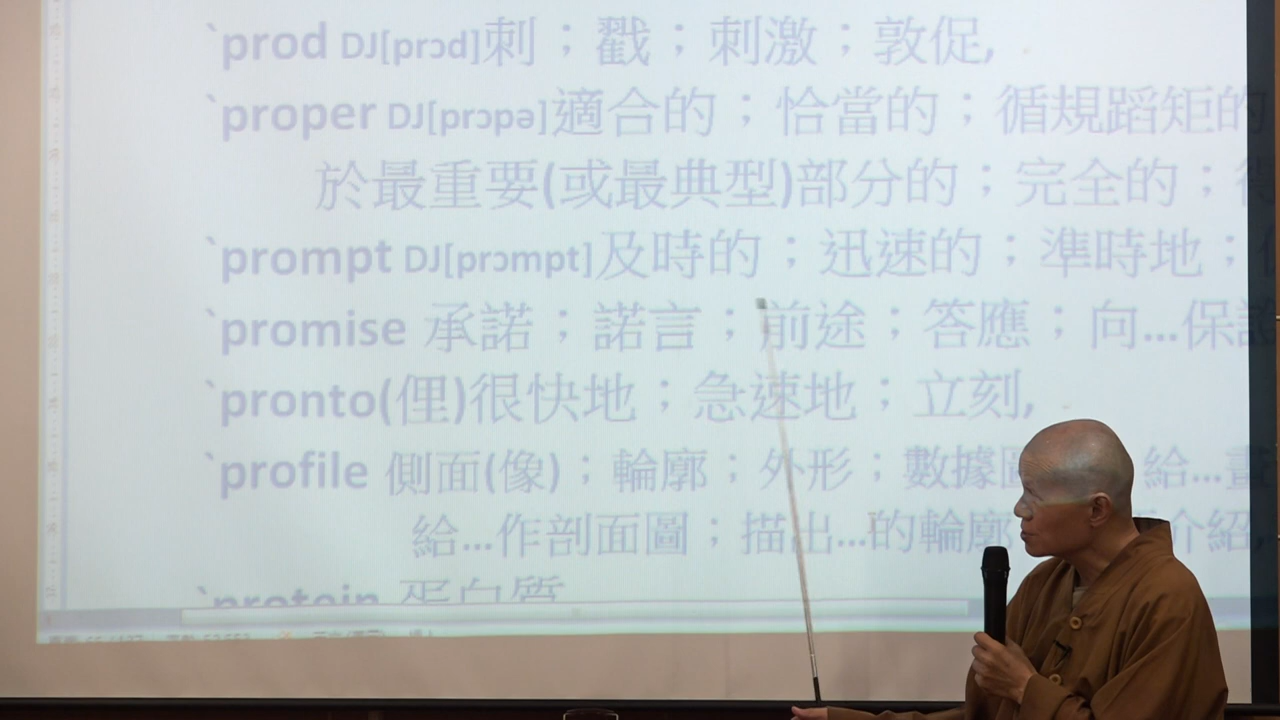 `prod DJ[prɔd]刺；戳；刺激；敦促,
`proper DJ[prɔpə]適合的；恰當的；循規蹈矩的
於最重要(或最典型)部分的；完全的；
`prompt DJ[prɔmpt]及時的；迅速的；準時地；
`promise 承諾；諾言；前途；答應；向...保
`pronto(俚)很快地；急速地；立刻,
`profile 側面(像)；輪廓；外形；數據 給...畫
給...作剖面圖；描出...的輪廓 介紹,
`protein 蛋白質